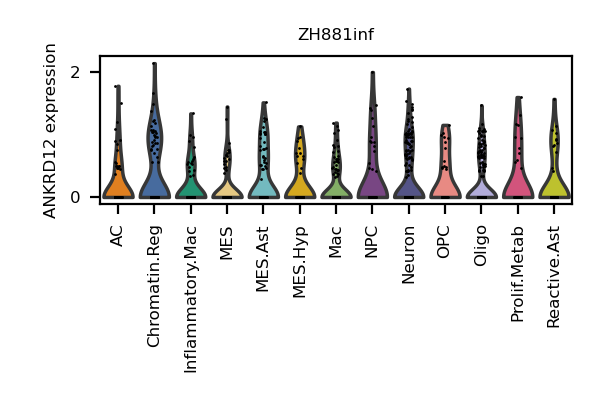 ZH881inf
ANKRD12 expression
2
0
AC
Chromatin.Reg
Inflammatory.Mac
MES
MES.Ast
MES.Hyp
Mac
NPC
Neuron
OPC
Oligo
Prolif.Metab
Reactive.Ast